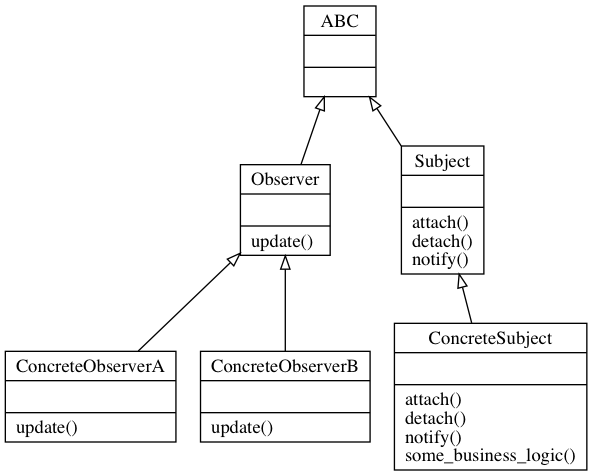 ABC
Observer
update()
Subject
attach()
detach()
notify()
ConcreteObserverA
update()
ConcreteObserverB
update()
ConcreteSubject
attach()
detach()
notify()
some_business_logic()